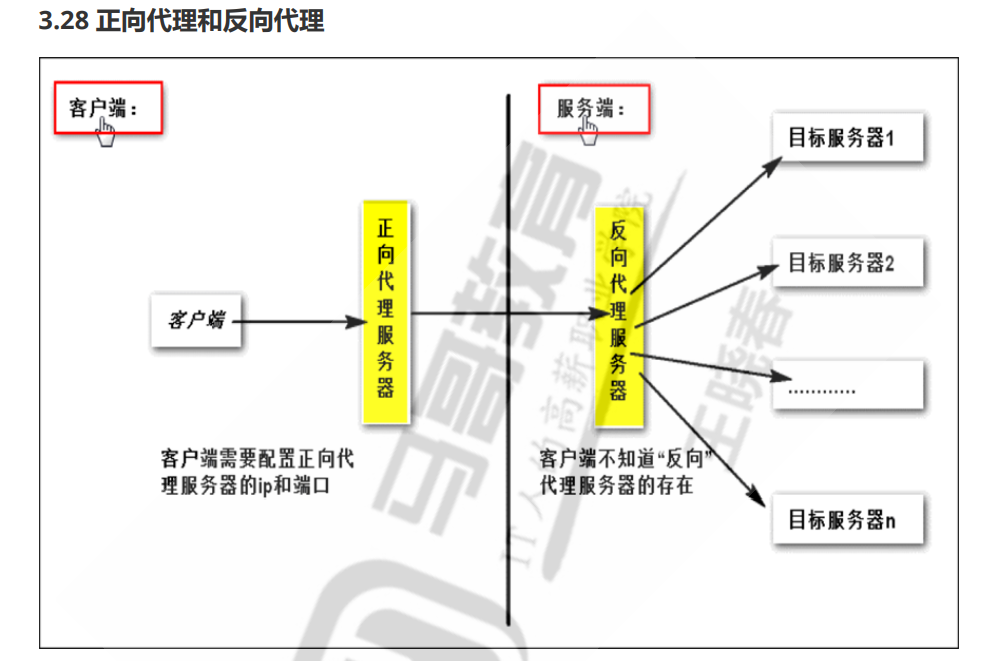 3.28 正向代理和反向代理
客户端：
服务端：
目标服务器1
正向代理服务器
反向代理服务器
目标服务器2
客户端
............
客户端需要配置正向代
理服务器的ip和端口
客户端不知道“反向”
代理服务器的存在
目标服务器n
马哥教育
IT人的高薪职业学院
王晓春